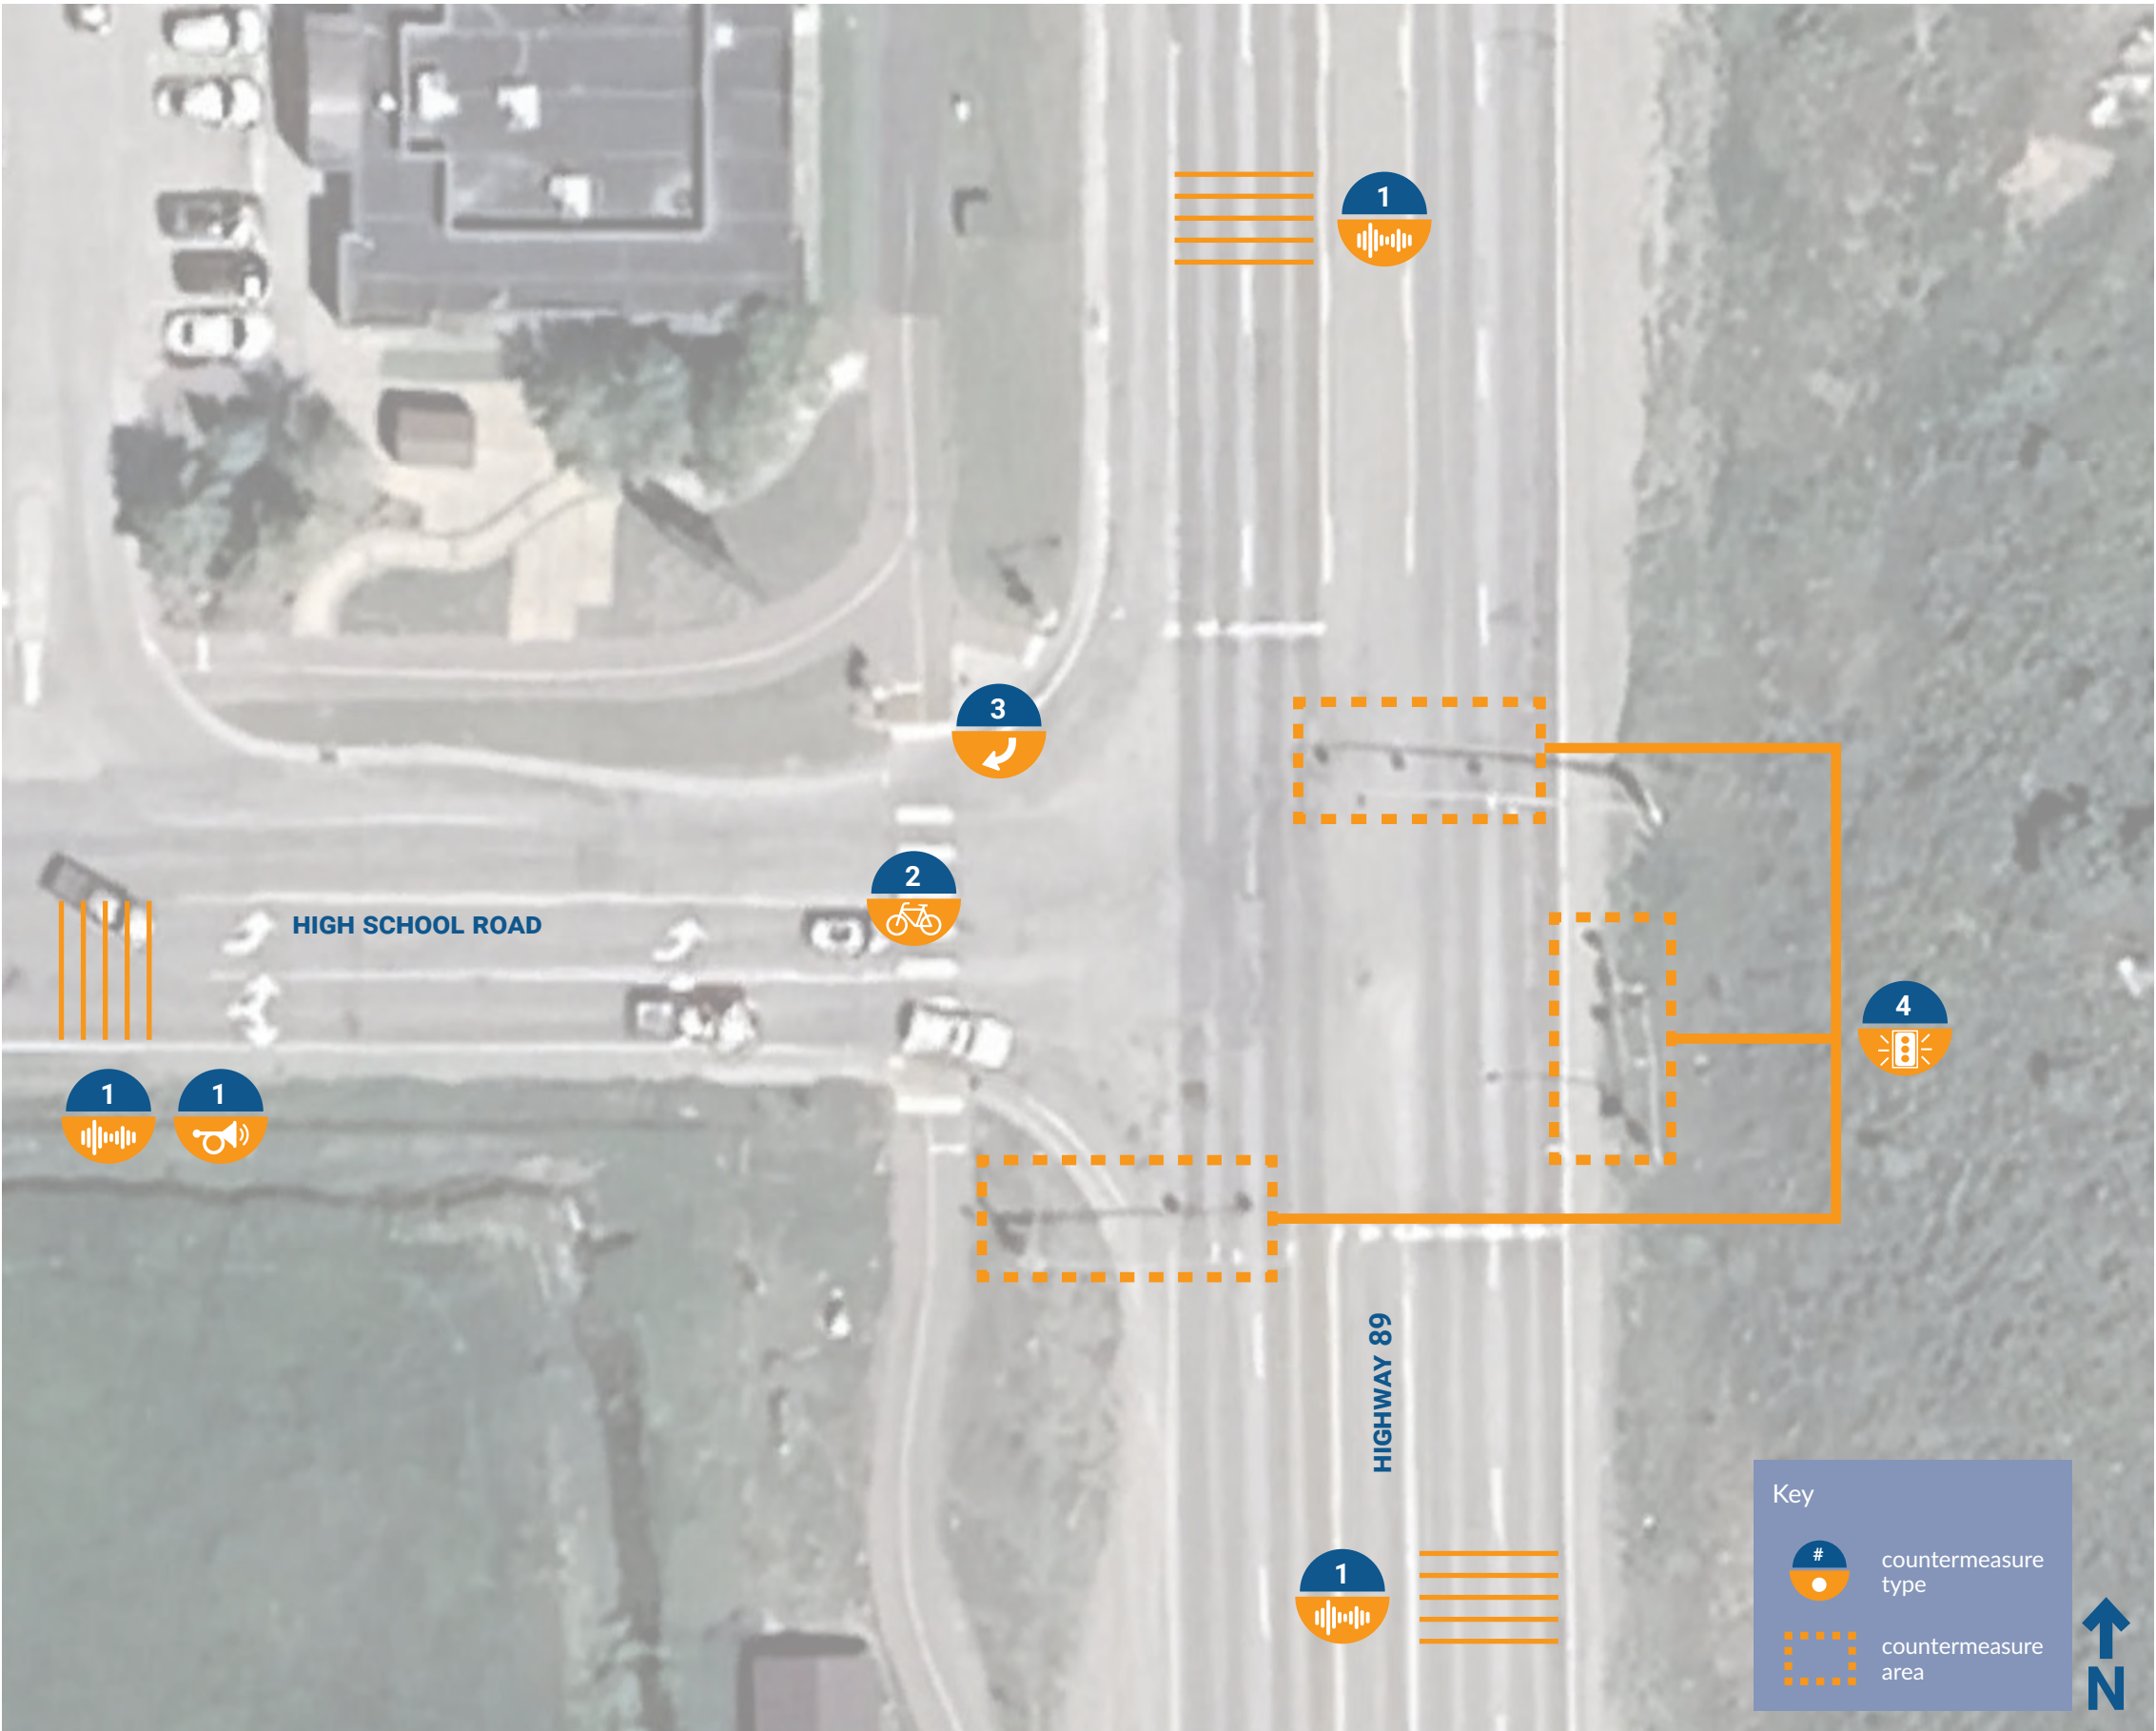 1
3
2
HIGH SCHOOL ROAD
4
1
1
HIGHWAY 89
1
Key
#
countermeasure
type
countermeasure
area
N